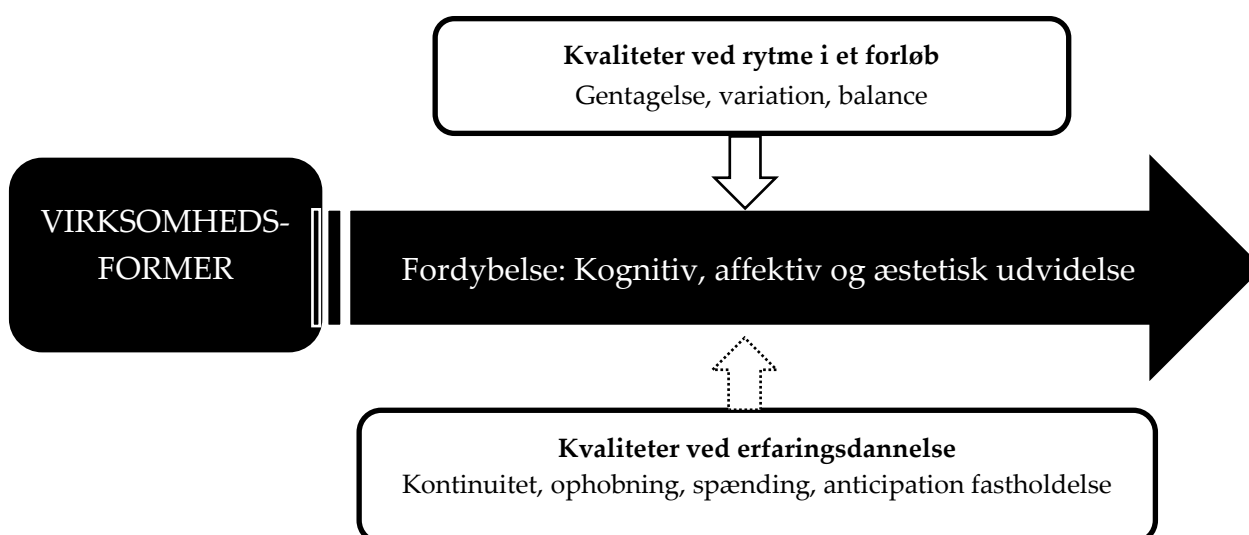 Kvaliteter ved rytme i et forløb
Gentagelse, variation, balance
VIRKSOMHEDS-
FORMER
Fordybelse: Kognitiv, affektiv og æstetisk udvidelse
Kvaliteter ved erfaringsdannelse
Kontinuitet, ophobning, spænding, anticipation fastholdelse